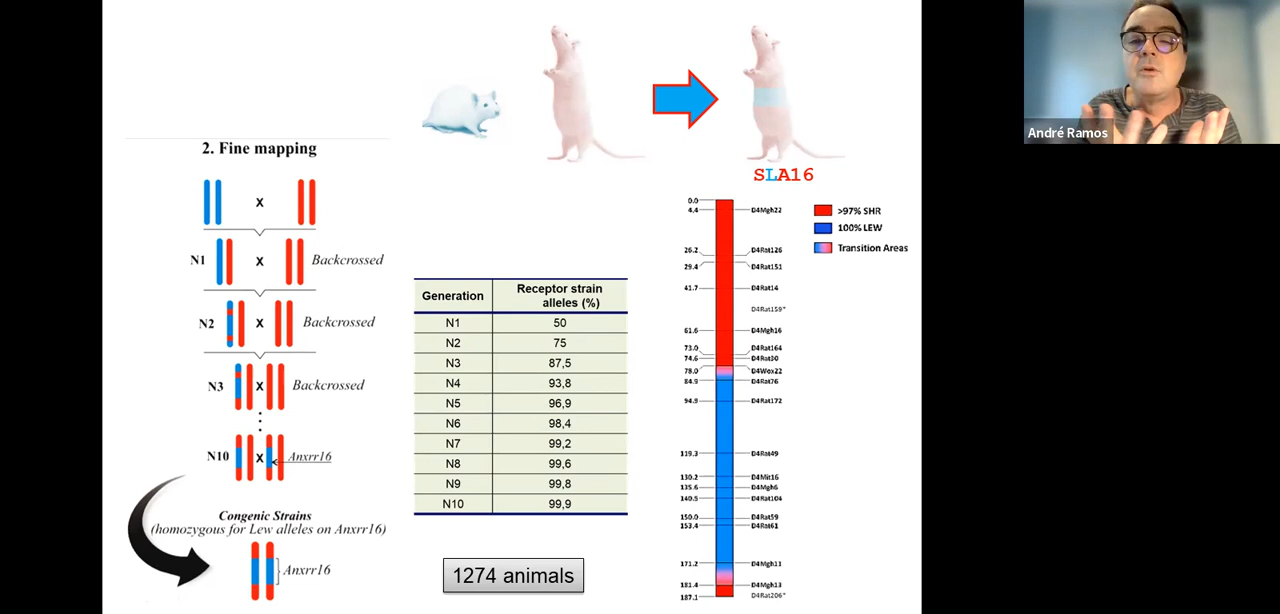 2. Fine mapping
x
N1
x
Backcrossed
N2
x
Backcrossed
N3
x
Backcrossed
N10
x
Anxrr16
Congenic Strains
(homozygous for Lew alleles on Anxrr16)
Anxrr16
Generation
Receptor strain
alleles (%)
N1 50
N2 75
N3 87,5
N4 93,8
N5 96,9
N6 98,4
N7 99,2
N8 99,6
N9 99,8
N10 99,9
1274 animals
SLA16
0.0
4.4 D4Mgh22
26.2 D4Rat126
29.4 D4Rat151
41.7 D4Rat14
D4Rat159*
61.6 D4Mgh16
73.0 D4Rat164
74.6 D4Rat30
78.0 D4Wox22
84.9 D4Rat76
94.9 D4Rat172
119.3 D4Rat49
130.2 D4Mit16
135.6 D4Mgh6
140.5 D4Rat104
150.0 D4Rat59
153.4 D4Rat61
171.2 D4Mgh11
181.4 D4Mgh13
187.1 D4Rat206*
>97% SHR
100% LEW
Transition Areas
André Ramos